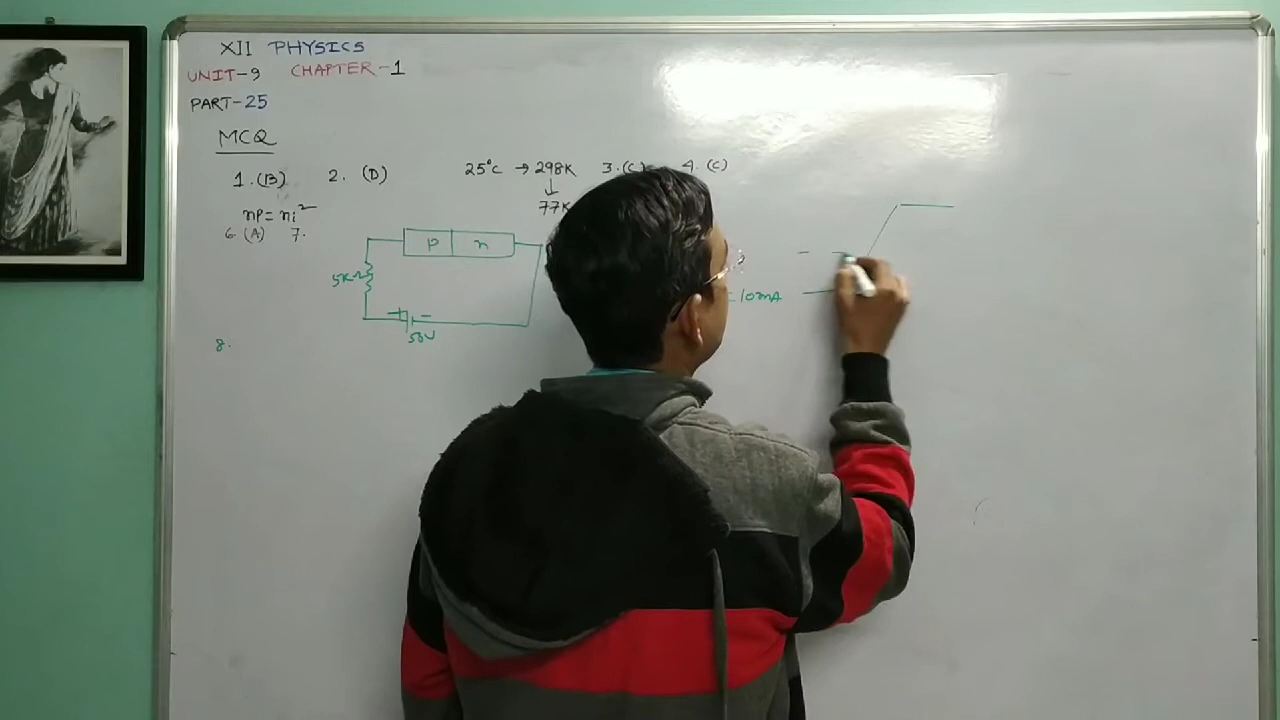 XII PHYSICS
UNIT-9 CHAPTER-1
PART-25
MCQ
1.(B) 2. (D) 25°C → 298K 3.(C) 4. (C)
↓
77K
np = ni²
6. (A) 7.
p n
5KΩ
+ −
50V
= 10mA
8.